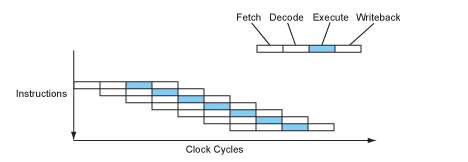 Fetch Decode Execute Writeback
Instructions
Clock Cycles